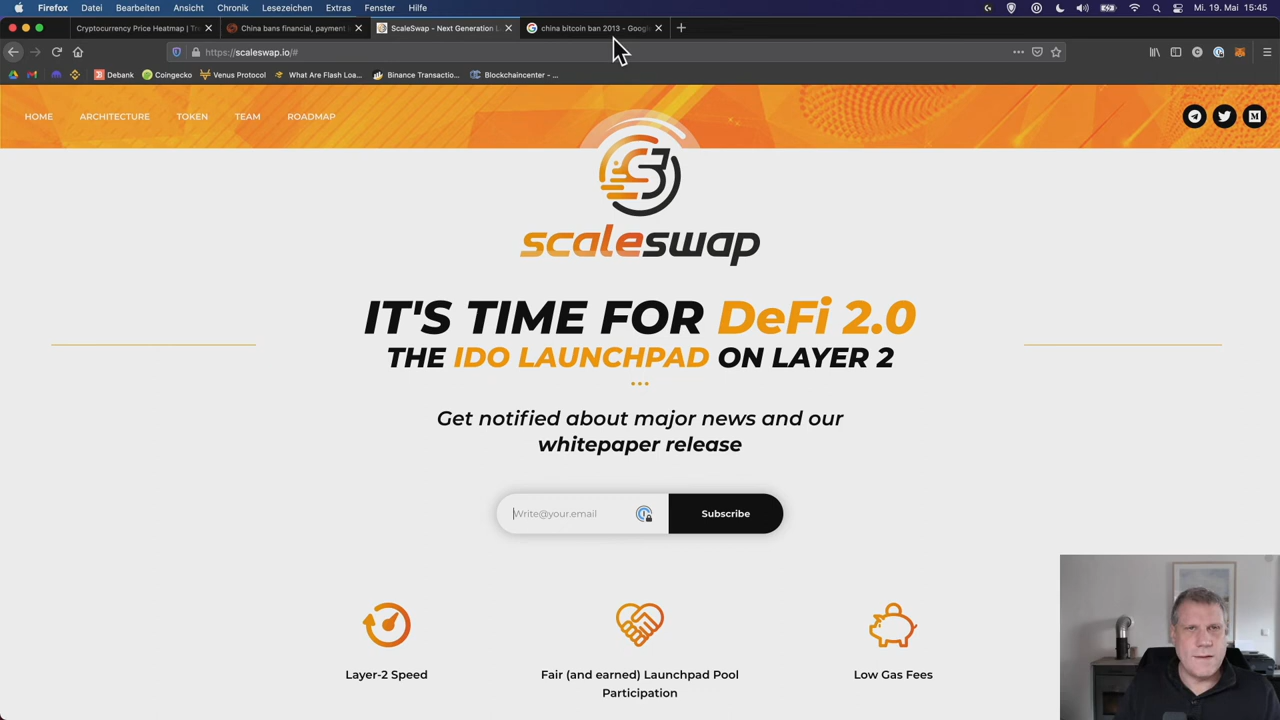 Firefox Datei Bearbeiten Ansicht Chronik Lesezeichen Extras Fenster Hilfe Mi. 19. Mai 15:45
Cryptocurrency Price Heatmap | Tr China bans financial, payment ScaleSwap - Next Generation L china bitcoin ban 2013 - Googl
https://scaleswap.io/#
Debank Coingecko Venus Protocol What Are Flash Loa... Binance Transactio... Blockchaincenter - ...
HOME ARCHITECTURE TOKEN TEAM ROADMAP
scaleswap
IT'S TIME FOR DeFi 2.0
THE IDO LAUNCHPAD ON LAYER 2
Get notified about major news and our
whitepaper release
Write@your.email Subscribe
Layer-2 Speed
Fair (and earned) Launchpad Pool
Participation
Low Gas Fees